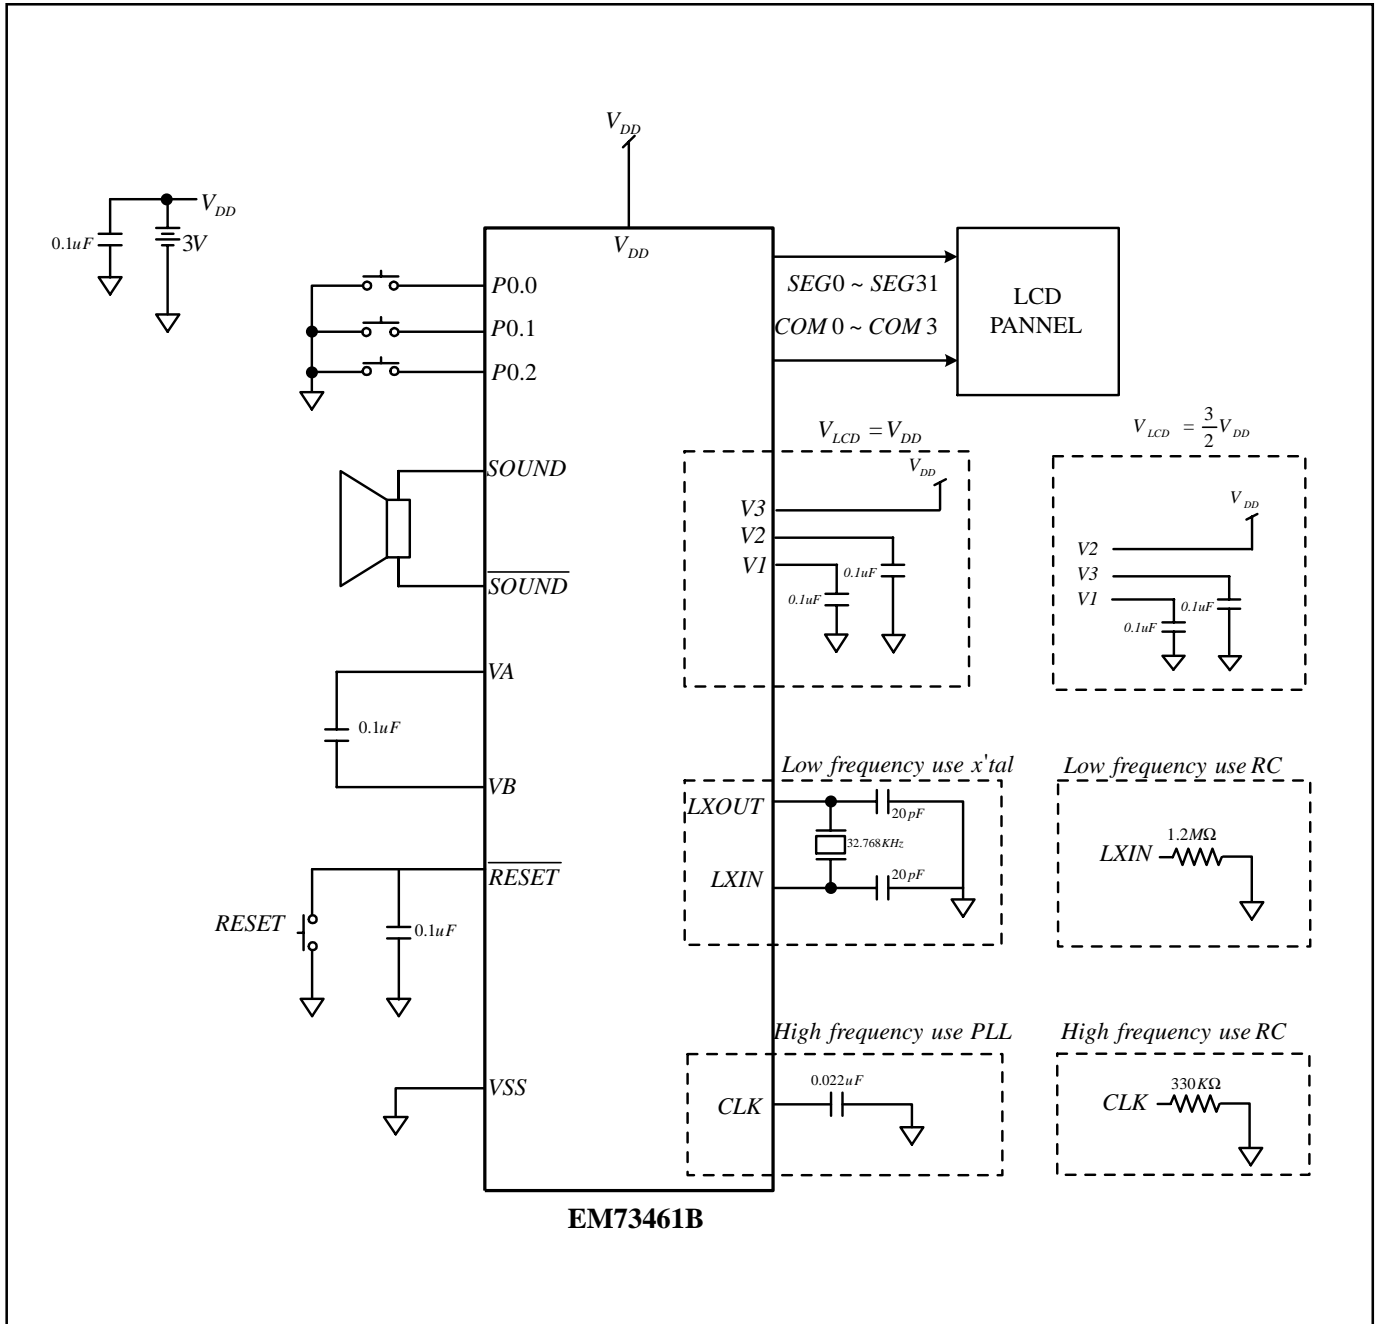 V_DD
V_DD
0.1uF
3V
V_DD
P0.0
P0.1
P0.2
SEG0 ~ SEG31
COM 0 ~ COM 3
LCD
PANNEL
V_LCD = V_DD
V_LCD = 3/2 V_DD
SOUND
SOUND
V_DD
V3
V2
V1
0.1uF
0.1uF
V_DD
V2
V3
V1
0.1uF
0.1uF
VA
0.1uF
VB
Low frequency use x'tal
LXOUT
20pF
32.768KHz
LXIN
20pF
Low frequency use RC
1.2MΩ
LXIN
RESET
RESET
0.1uF
High frequency use PLL
0.022uF
CLK
High frequency use RC
330KΩ
CLK
VSS
EM73461B